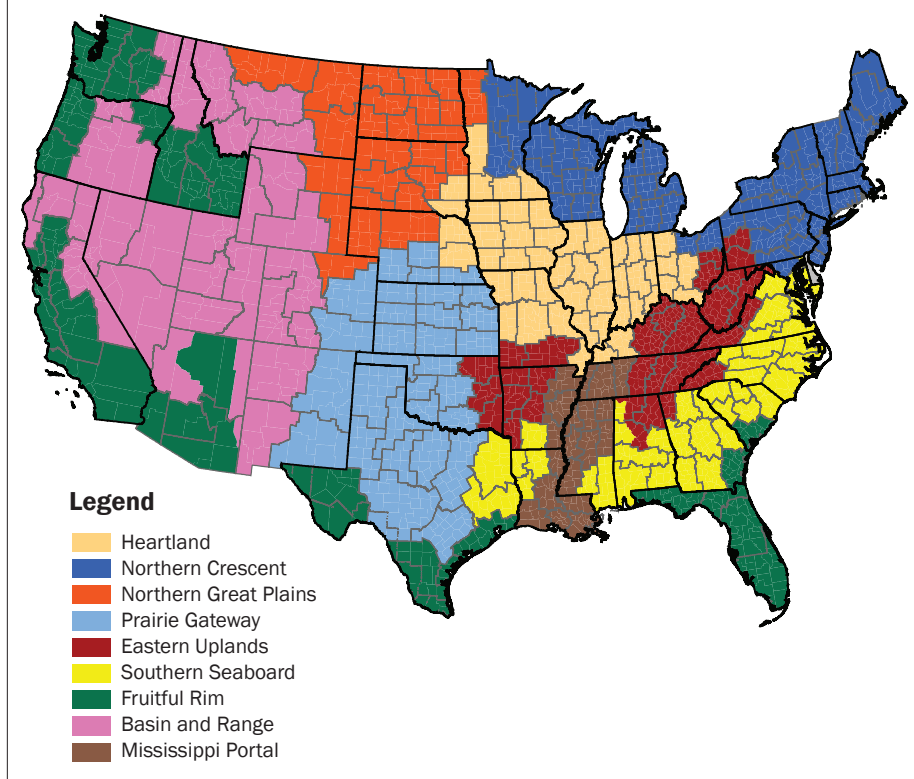 Legend
Heartland
Northern Crescent
Northern Great Plains
Prairie Gateway
Eastern Uplands
Southern Seaboard
Fruitful Rim
Basin and Range
Mississippi Portal